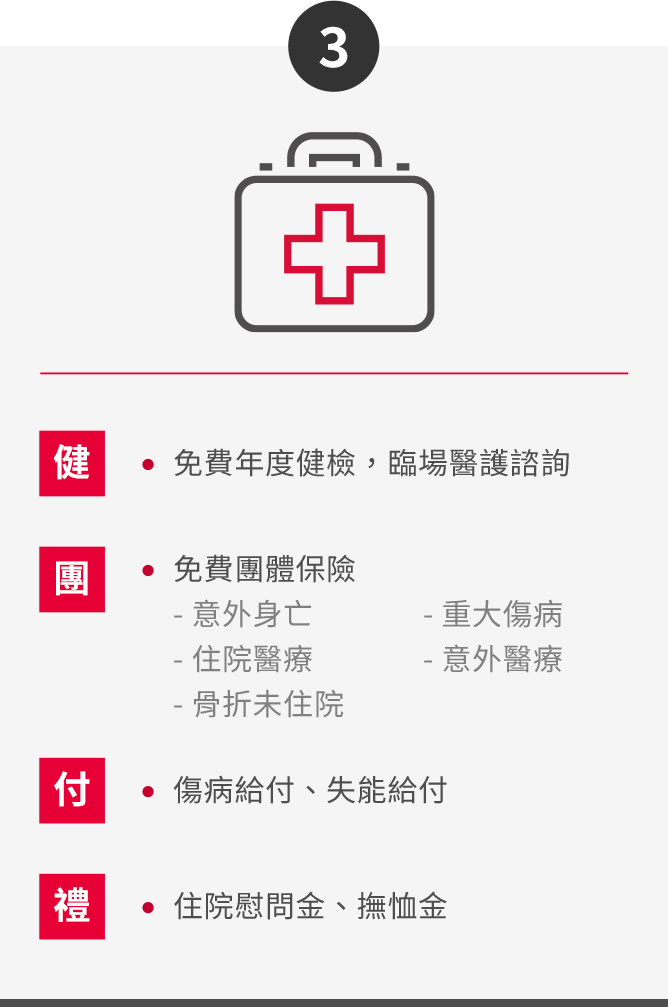 3
健
• 免費年度健檢，臨場醫護諮詢
團
• 免費團體保險
- 意外身亡 - 重大傷病
- 住院醫療 - 意外醫療
- 骨折未住院
付
• 傷病給付、失能給付
禮
• 住院慰問金、撫恤金